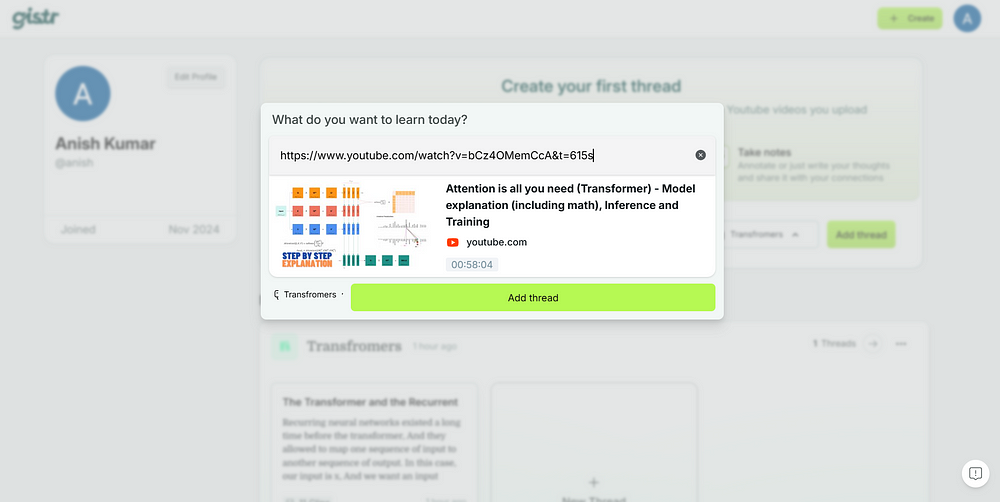 gistr
+ Create
A
A
Edit Profile
Anish Kumar
@anish
Joined Nov 2024
Create your first thread
Youtube videos you upload
Take notes
Annotate or just write your thoughts
and share it with your connections
Transfromers
Add thread
What do you want to learn today?
https://www.youtube.com/watch?v=bCz4OMemCcA&t=615s
STEP BY STEP
EXPLANATION
Attention is all you need (Transformer) - Model
explanation (including math), Inference and
Training
youtube.com
00:58:04
Transfromers
Add thread
Transfromers 1 hour ago
1 Threads
The Transformer and the Recurrent
Recurring neural networks existed a long
time before the transformer, And they
allowed to map one sequence of input to
another sequence of output. In this case,
our input is x, And we want an input
+
New Thread